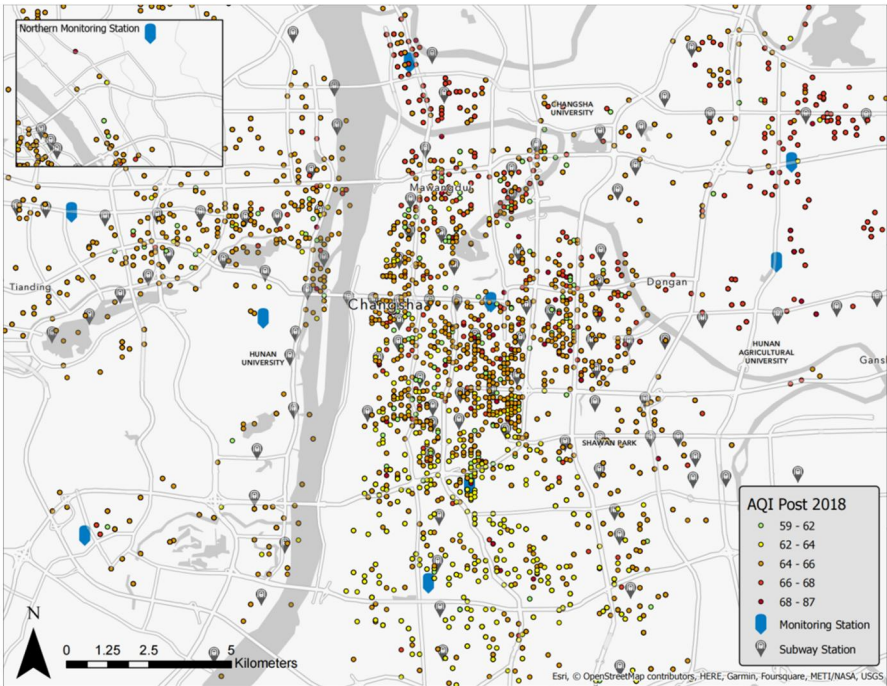 Northern Monitoring Station
CHANGSHA
UNIVERSITY
Mawangdui
Tianding
Changsha
Dongan
HUNAN
UNIVERSITY
HUNAN
AGRICULTURAL
UNIVERSITY
SHAWAN PARK
AQI Post 2018
59 - 62
62 - 64
64 - 66
66 - 68
68 - 87
Monitoring Station
Subway Station
N
0 1.25 2.5 5
Kilometers
Esri, © OpenStreetMap contributors, HERE, Garmin, Foursquare, METI/NASA, USGS